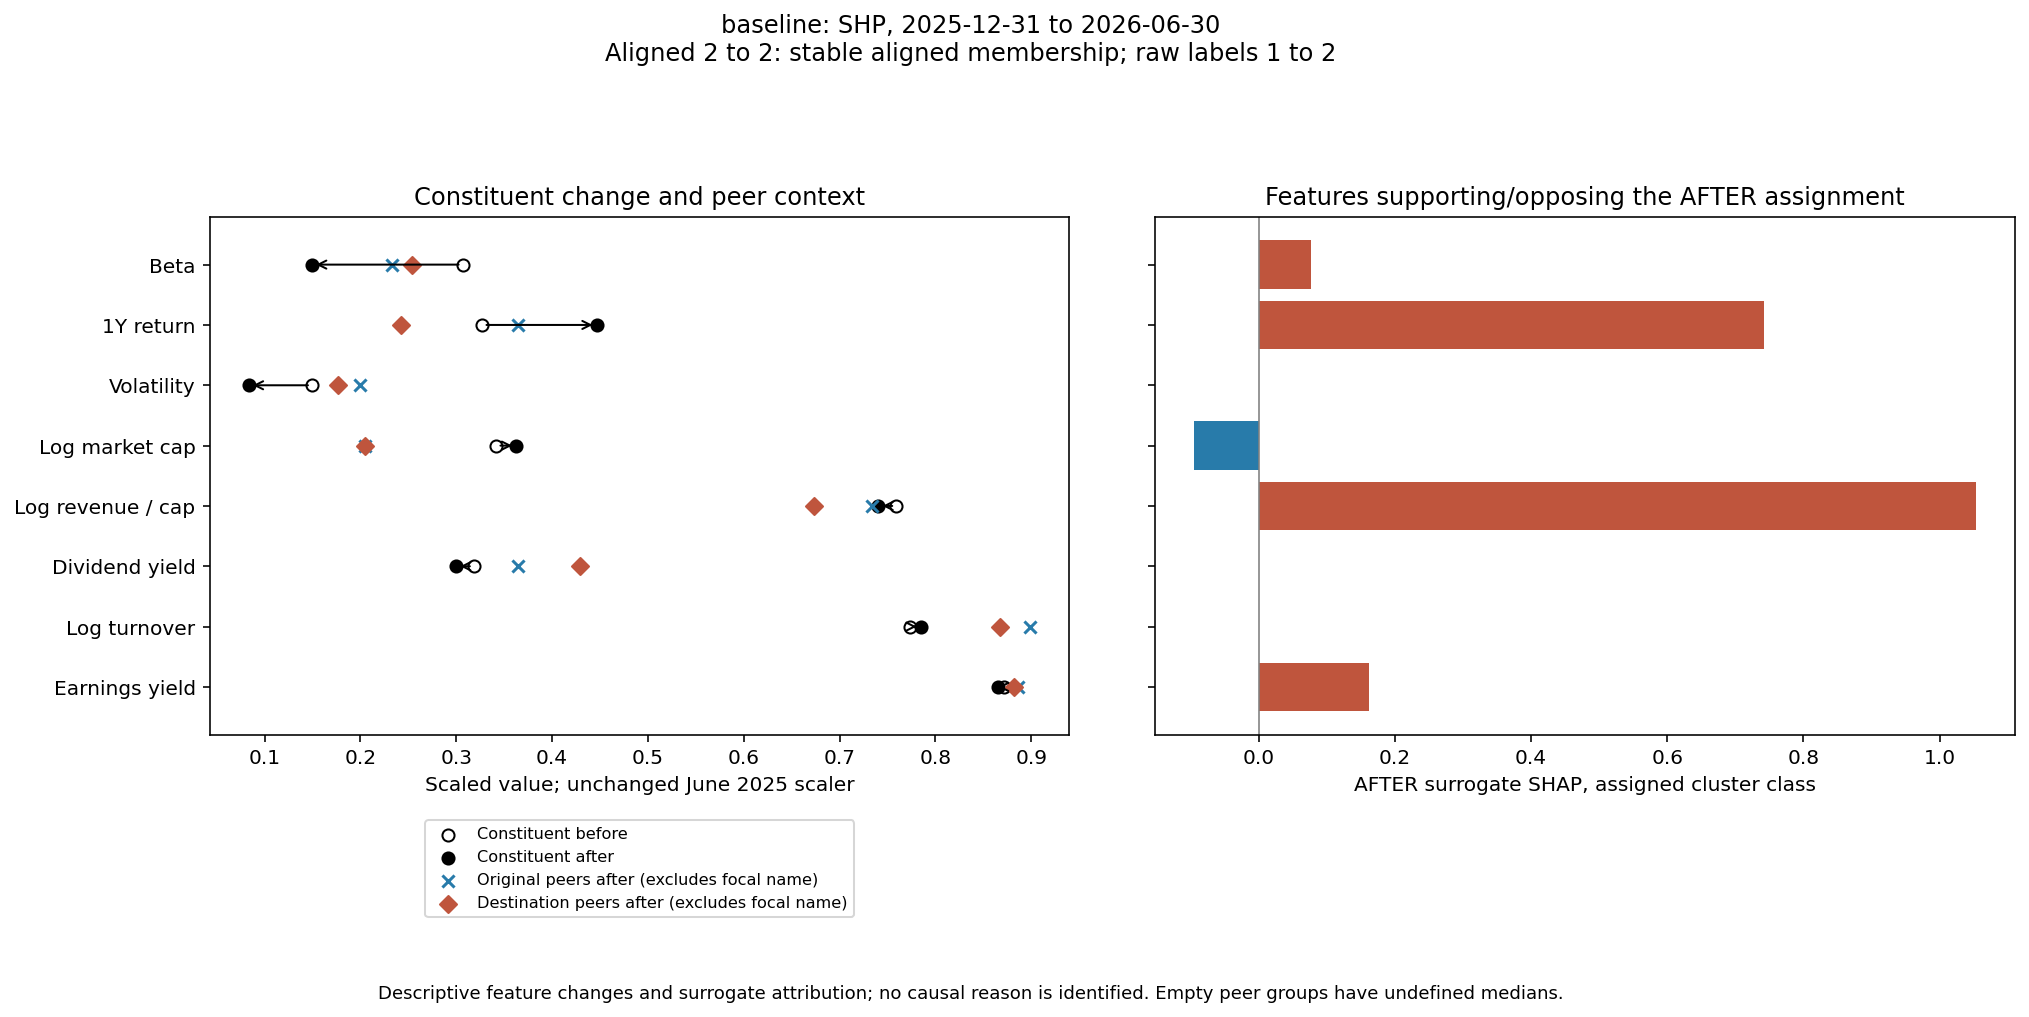 baseline: SHP, 2025-12-31 to 2026-06-30
Aligned 2 to 2: stable aligned membership; raw labels 1 to 2
Constituent change and peer context
Beta
1Y return
Volatility
Log market cap
Log revenue / cap
Dividend yield
Log turnover
Earnings yield
0.1 0.2 0.3 0.4 0.5 0.6 0.7 0.8 0.9
Scaled value; unchanged June 2025 scaler
Constituent before
Constituent after
Original peers after (excludes focal name)
Destination peers after (excludes focal name)
Features supporting/opposing the AFTER assignment
0.0 0.2 0.4 0.6 0.8 1.0
AFTER surrogate SHAP, assigned cluster class
Descriptive feature changes and surrogate attribution; no causal reason is identified. Empty peer groups have undefined medians.